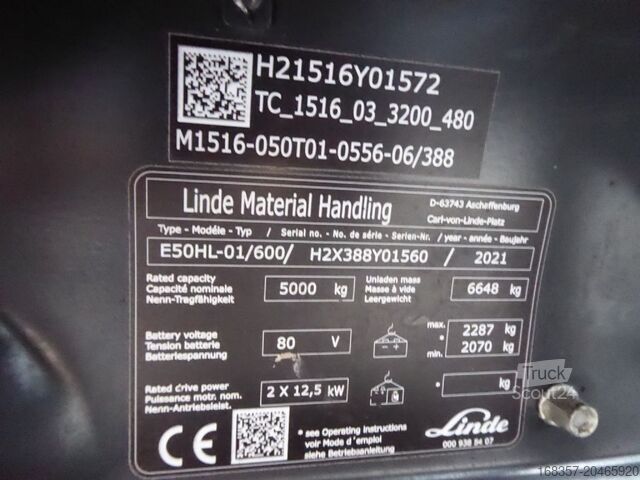 H21516Y01572
TC_1516_03_3200_480
M1516-050T01-0556-06/388
Linde Material Handling
D-63743 Aschaffenburg
Carl-von-Linde-Platz
Type - Modèle - Typ / Serial no. - No. de série - Serien-Nr. / year - année - Baujahr
E50HL-01/600/ H2X388Y01560 / 2021
Rated capacity
Capacité nominale
Nenn-Tragfähigkeit
5000 kg
Unladen mass
Masse à vide
Leergewicht
6648 kg
Battery voltage
Tension batterie
Batteriespannung
80 V
max. 2287 kg
*
min. 2070 kg
Rated drive power
Puissance motr. nom.
Nenn-Antriebsleist.
2 X 12,5 kW
* kg
CE
* see Operating Instructions
voir Mode d'emploi
siehe Betriebsanleitung
Linde
000 938 84 07
Truck
Scout24
168357-20465920